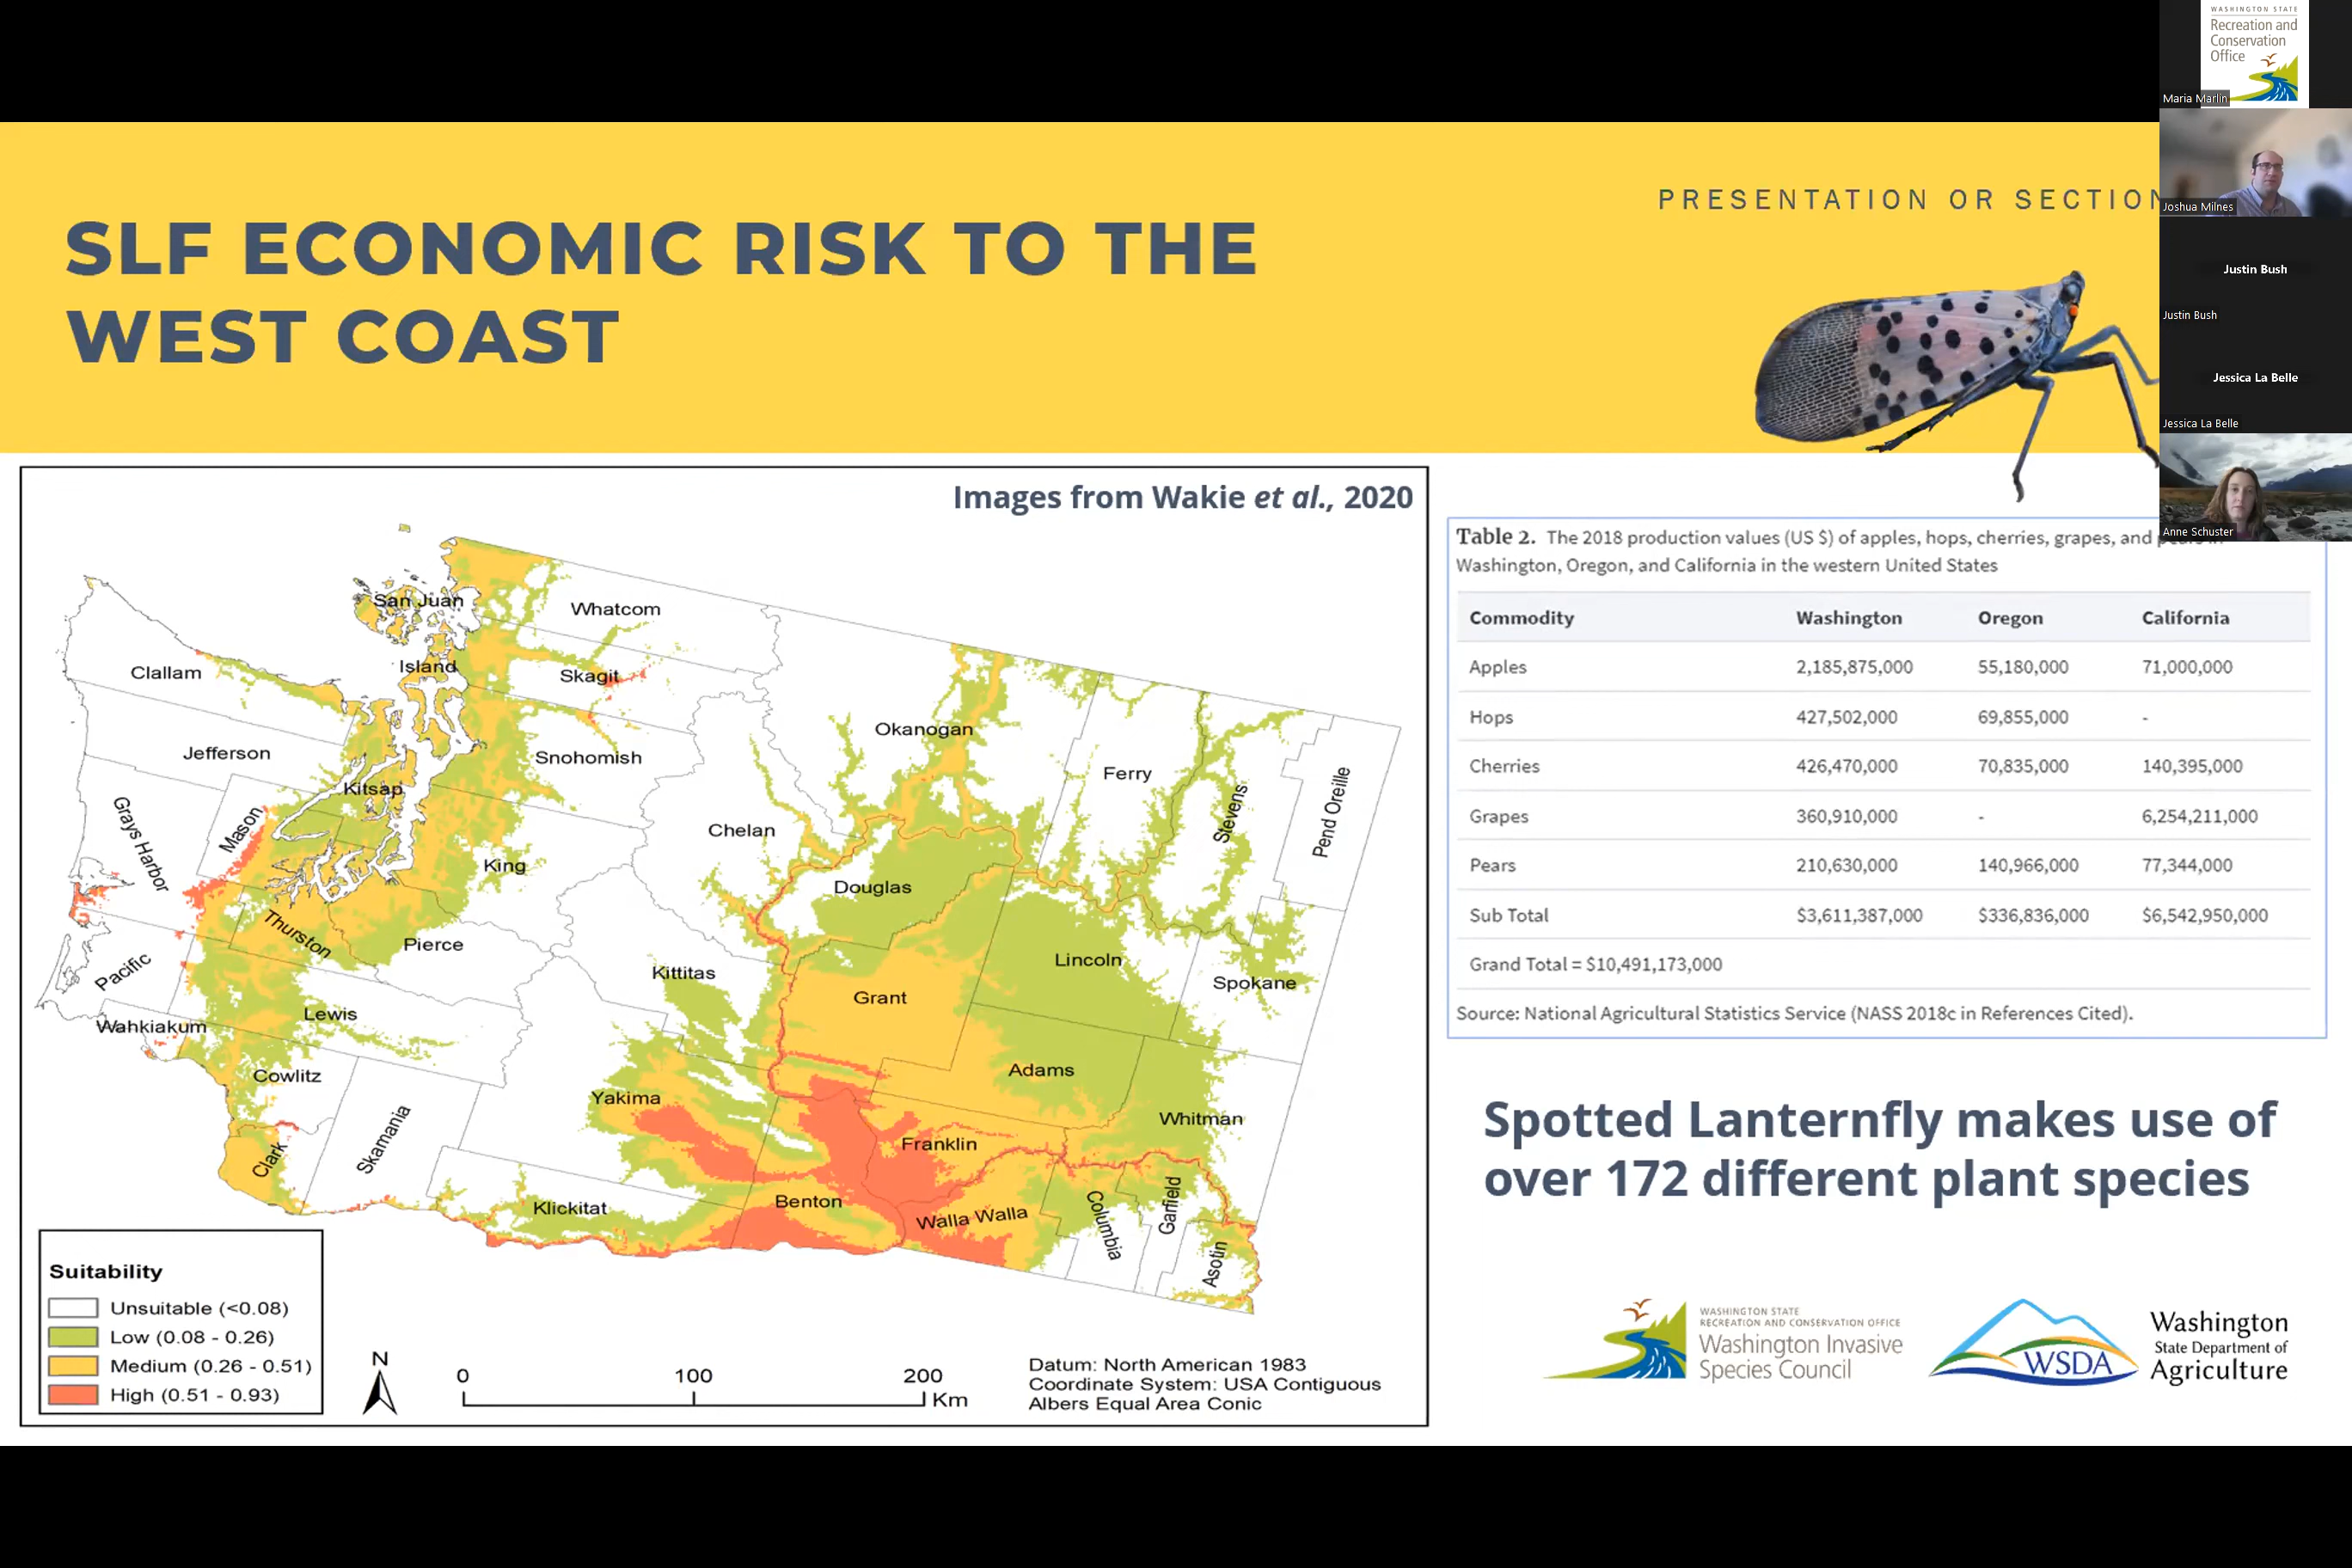 WASHINGTON STATE
Recreation and
Conservation
Office
Maria Marlin
PRESENTATION OR SECTION
Joshua Milnes
SLF ECONOMIC RISK TO THE
WEST COAST
Justin Bush
Justin Bush
Jessica La Belle
Jessica La Belle
Anne Schuster
Images from Wakie et al., 2020
San Juan
Whatcom
Island
Clallam
Skagit
Okanogan
Jefferson
Snohomish
Ferry
Kitsap
Stevens
Pend Oreille
Grays Harbor
Mason
Chelan
King
Douglas
Thurston
Pierce
Lincoln
Pacific
Kittitas
Spokane
Grant
Lewis
Wahkiakum
Cowlitz
Adams
Yakima
Whitman
Skamania
Clark
Franklin
Benton
Klickitat
Walla Walla
Columbia
Garfield
Asotin
Suitability
Unsuitable (<0.08)
Low (0.08 - 0.26)
Medium (0.26 - 0.51)
High (0.51 - 0.93)
N
0 100 200
Km
Datum: North American 1983
Coordinate System: USA Contiguous
Albers Equal Area Conic
Table 2. The 2018 production values (US $) of apples, hops, cherries, grapes, and
Washington, Oregon, and California in the western United States
Commodity Washington Oregon California
Apples 2,185,875,000 55,180,000 71,000,000
Hops 427,502,000 69,855,000 -
Cherries 426,470,000 70,835,000 140,395,000
Grapes 360,910,000 - 6,254,211,000
Pears 210,630,000 140,966,000 77,344,000
Sub Total $3,611,387,000 $336,836,000 $6,542,950,000
Grand Total = $10,491,173,000
Source: National Agricultural Statistics Service (NASS 2018c in References Cited).
Spotted Lanternfly makes use of
over 172 different plant species
WASHINGTON STATE
RECREATION AND CONSERVATION OFFICE
Washington Invasive
Species Council
WSDA
Washington
State Department of
Agriculture